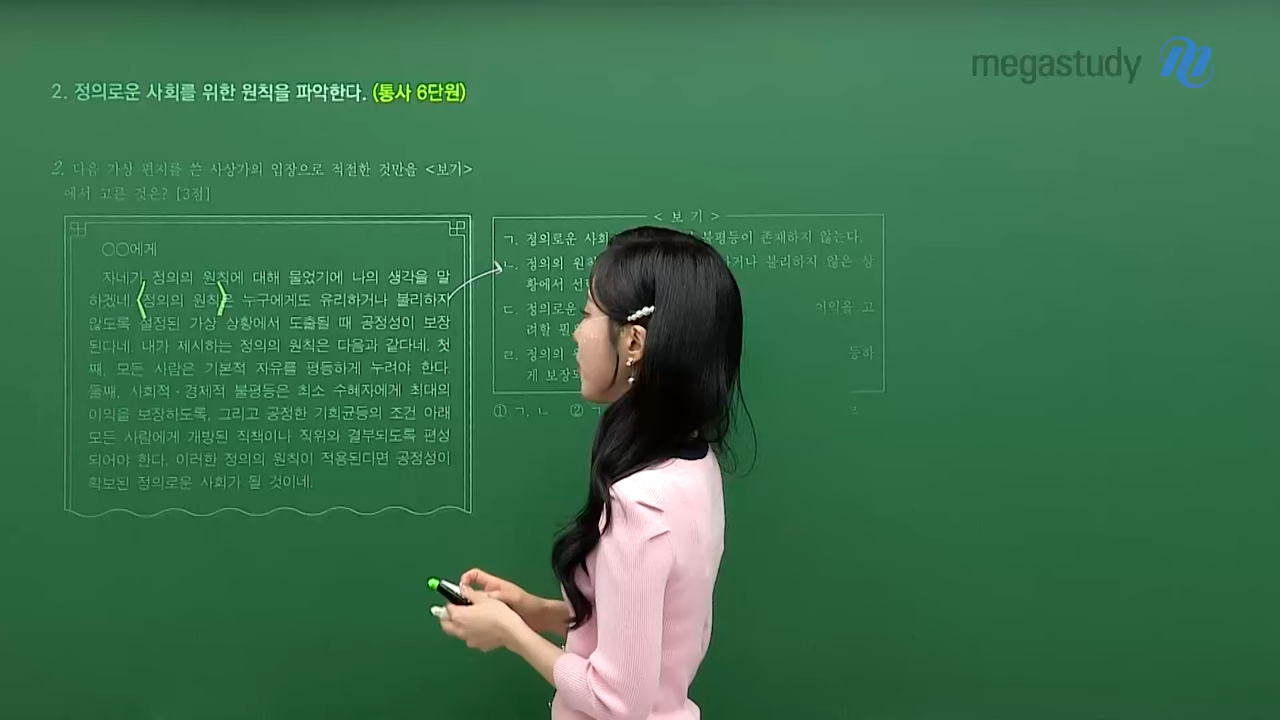 megastudy
2. 정의로운 사회를 위한 원칙을 파악한다. (통사 6단원)
2. 다음 가상 편지를 쓴 사상가의 입장으로 적절한 것만을 <보기>
에서 고른 것은? [3점]
○○에게
자네가 정의의 원칙에 대해 물었기에 나의 생각을 말
하겠네. 정의의 원칙은 누구에게도 유리하거나 불리하지
않도록 설정된 가상 상황에서 도출될 때 공정성이 보장
된다네. 내가 제시하는 정의의 원칙은 다음과 같다네. 첫
째, 모든 사람은 기본적 자유를 평등하게 누려야 한다.
둘째, 사회적·경제적 불평등은 최소 수혜자에게 최대의
이익을 보장하도록, 그리고 공정한 기회균등의 조건 아래
모든 사람에게 개방된 직책이나 직위와 결부되도록 편성
되어야 한다. 이러한 정의의 원칙이 적용된다면 공정성이
확보된 정의로운 사회가 될 것이네.
< 보 기 >
ㄱ. 정의로운 사회 불평등이 존재하지 않는다.
ㄴ. 정의의 불리하지 않은 상
황에서
ㄷ. 정의로운 이익을 고
려할
ㄹ. 정의의 등하
게
① ㄱ, ㄴ ② ㄱ